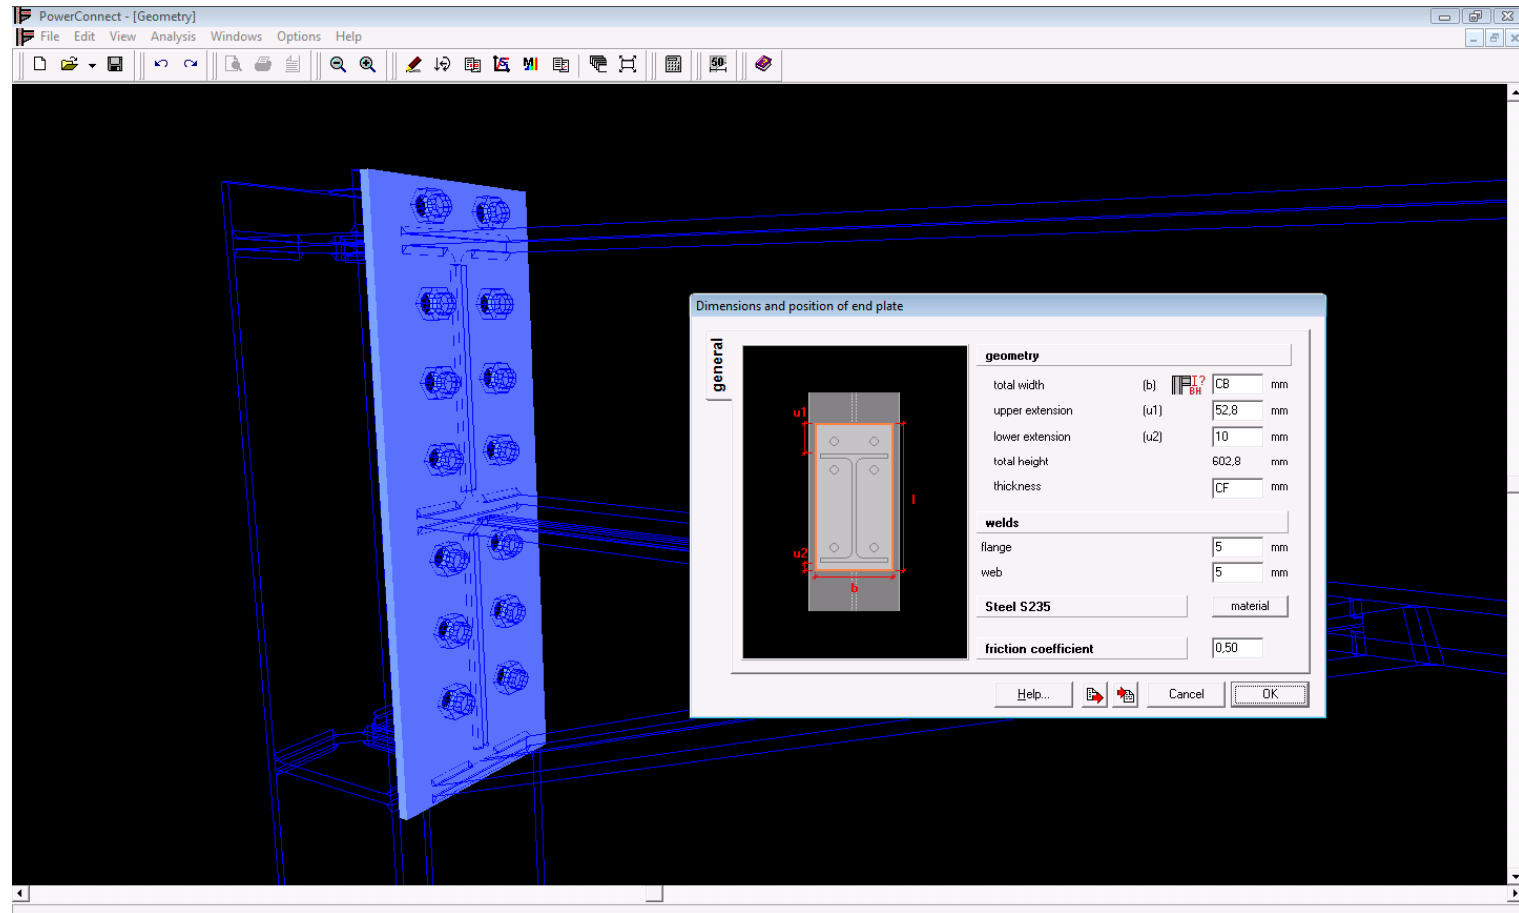 PowerConnect - [Geometry]
File Edit View Analysis Windows Options Help
50
Dimensions and position of end plate
general
u1
u2
b
l
geometry
total width (b) I? BH CB mm
upper extension (u1) 52,8 mm
lower extension (u2) 10 mm
total height 602,8 mm
thickness CF mm
welds
flange 5 mm
web 5 mm
Steel S235 material
friction coefficient 0,50
Help... Cancel OK